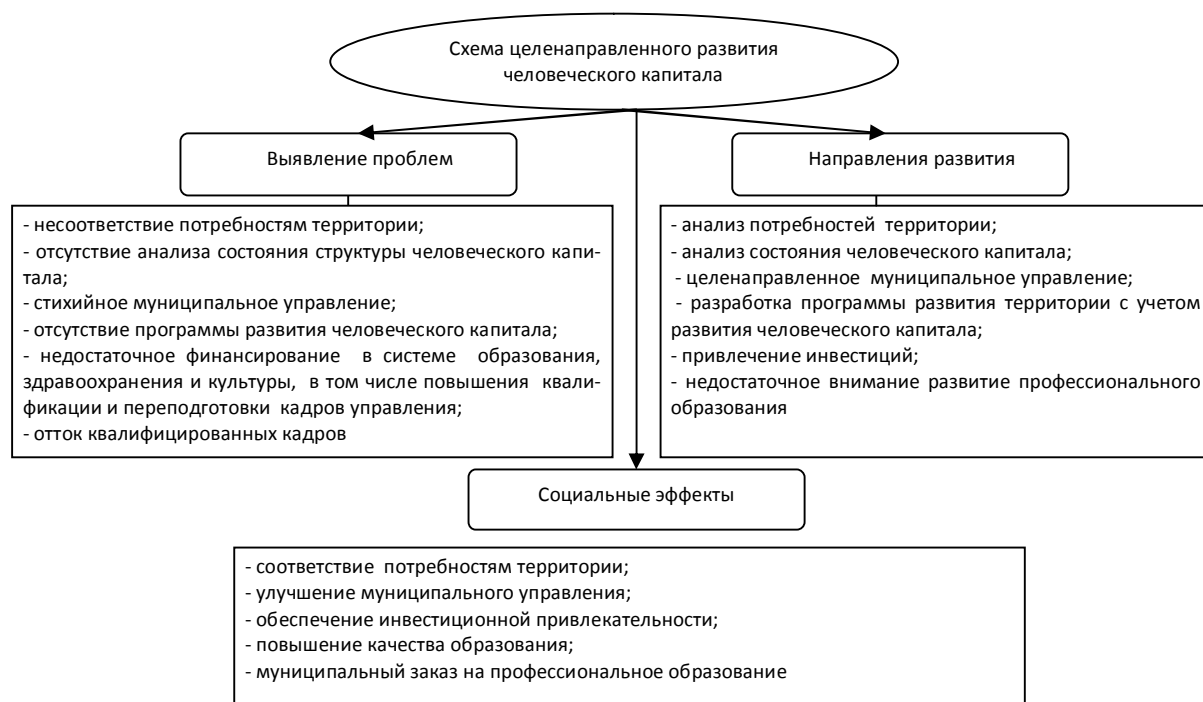 Схема целенаправленного развития
человеческого капитала
Выявление проблем
Направления развития
- несоответствие потребностям территории;
- отсутствие анализа состояния структуры человеческого капи-
тала;
- стихийное муниципальное управление;
- отсутствие программы развития человеческого капитала;
- недостаточное финансирование в системе образования,
здравоохранения и культуры, в том числе повышения квали-
фикации и переподготовки кадров управления;
- отток квалифицированных кадров
- анализ потребностей территории;
- анализ состояния человеческого капитала;
- целенаправленное муниципальное управление;
- разработка программы развития территории с учетом
развития человеческого капитала;
- привлечение инвестиций;
- недостаточное внимание развитие профессионального
образования
Социальные эффекты
- соответствие потребностям территории;
- улучшение муниципального управления;
- обеспечение инвестиционной привлекательности;
- повышение качества образования;
- муниципальный заказ на профессиональное образование